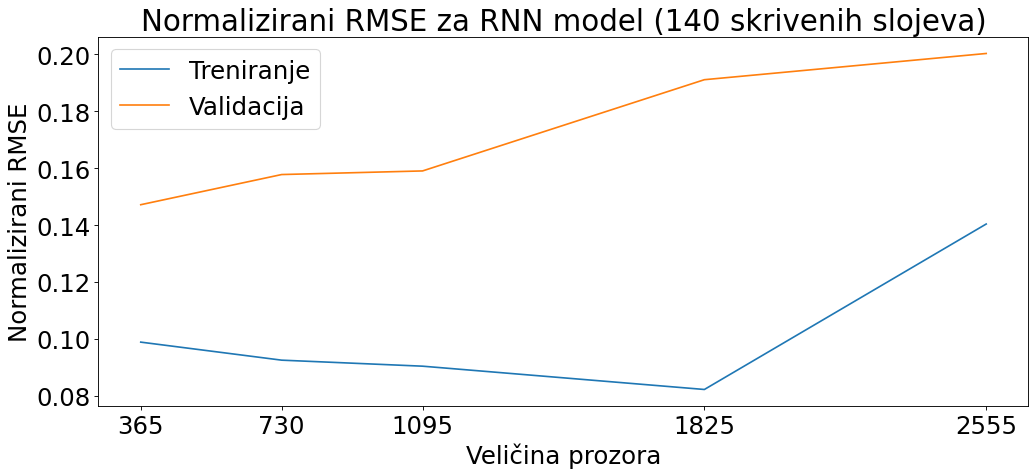 Normalizirani RMSE za RNN model (140 skrivenih slojeva)
Treniranje
Validacija
Normalizirani RMSE
0.20
0.18
0.16
0.14
0.12
0.10
0.08
365 730 1095 1825 2555
Veličina prozora